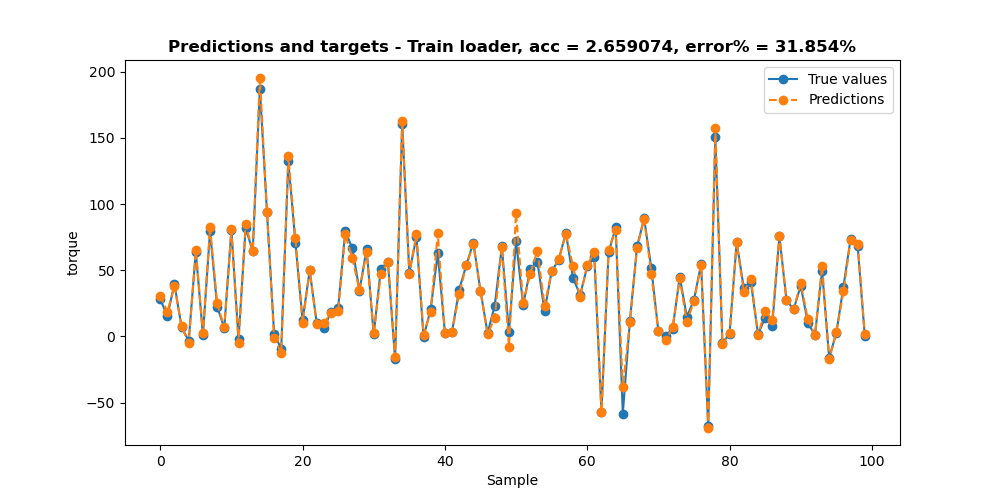 Predictions and targets - Train loader, acc = 2.659074, error% = 31.854%
True values
Predictions
torque
200
150
100
50
0
−50
0 20 40 60 80 100
Sample